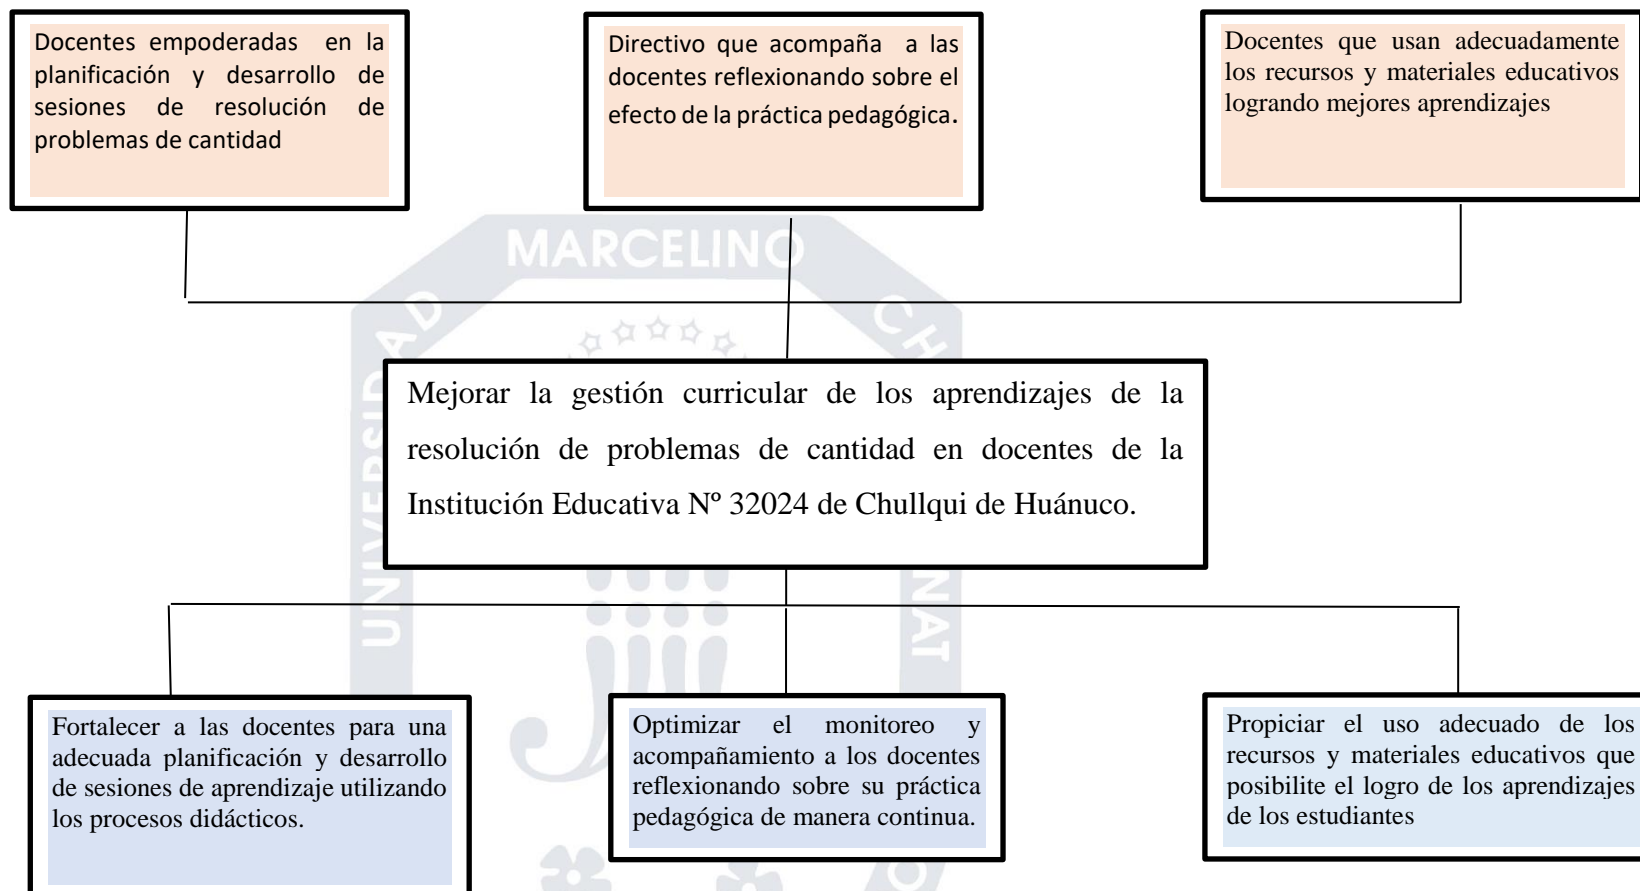 Docentes empoderadas en la
planificación y desarrollo de
sesiones de resolución de
problemas de cantidad
Directivo que acompaña a las
docentes reflexionando sobre el
efecto de la práctica pedagógica.
Docentes que usan adecuadamente
los recursos y materiales educativos
logrando mejores aprendizajes
MARCELINO
UNIVERSIDAD
CH
NAT
Mejorar la gestión curricular de los aprendizajes de la
resolución de problemas de cantidad en docentes de la
Institución Educativa Nº 32024 de Chullqui de Huánuco.
Fortalecer a las docentes para una
adecuada planificación y desarrollo
de sesiones de aprendizaje utilizando
los procesos didácticos.
Optimizar el monitoreo y
acompañamiento a los docentes
reflexionando sobre su práctica
pedagógica de manera continua.
Propiciar el uso adecuado de los
recursos y materiales educativos que
posibilite el logro de los aprendizajes
de los estudiantes